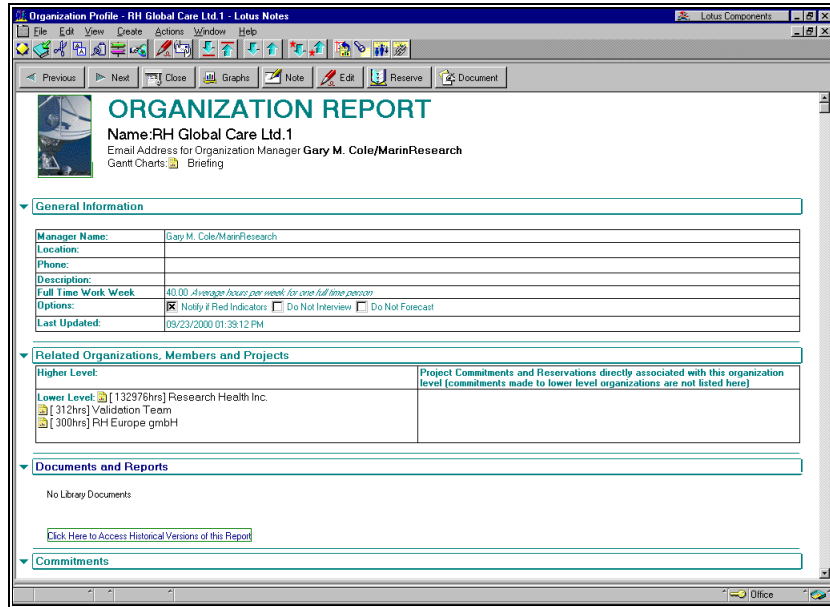 Organization Profile - RH Global Care Ltd.1 - Lotus Notes
Lotus Components
File Edit View Create Actions Window Help
Previous Next Close Graphs Note Edit Reserve Document
ORGANIZATION REPORT
Name:RH Global Care Ltd.1
Email Address for Organization Manager Gary M. Cole/MarinResearch
Gantt Charts: Briefing
General Information
Manager Name: Gary M. Cole/MarinResearch
Location:
Phone:
Description:
Full Time Work Week 40.00 Average hours per week for one full time person
Options: Notify if Red Indicators Do Not Interview Do Not Forecast
Last Updated: 09/23/2000 01:39:12 PM
Related Organizations, Members and Projects
Higher Level:
Project Commitments and Reservations directly associated with this organization
level (commitments made to lower level organizations are not listed here)
Lower Level: [132976hrs] Research Health Inc.
[312hrs] Validation Team
[300hrs] RH Europe gmbH
Documents and Reports
No Library Documents
Click Here to Access Historical Versions of this Report
Commitments
Office